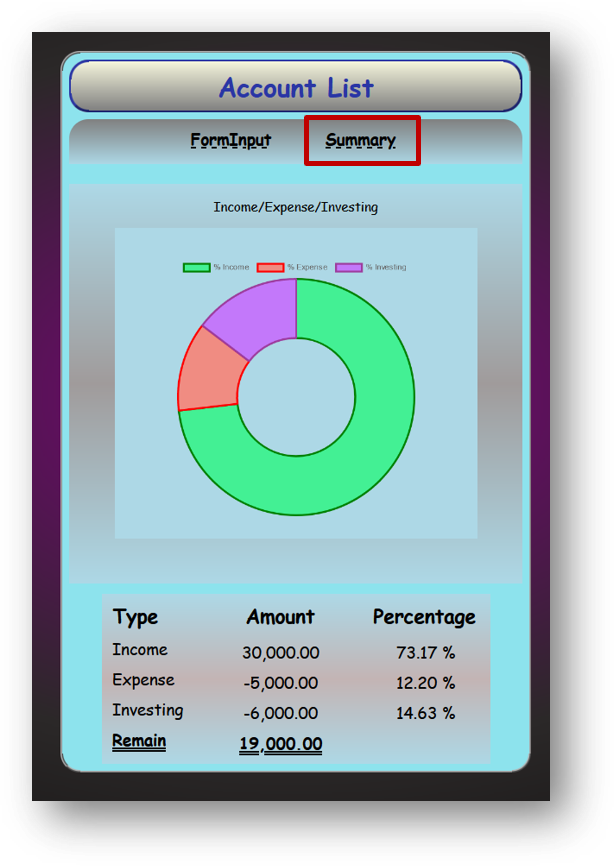 Account List
FormInput Summary
Income/Expense/Investing
% Income % Expense % Investing
Type Amount Percentage
Income 30,000.00 73.17 %
Expense -5,000.00 12.20 %
Investing -6,000.00 14.63 %
Remain 19,000.00